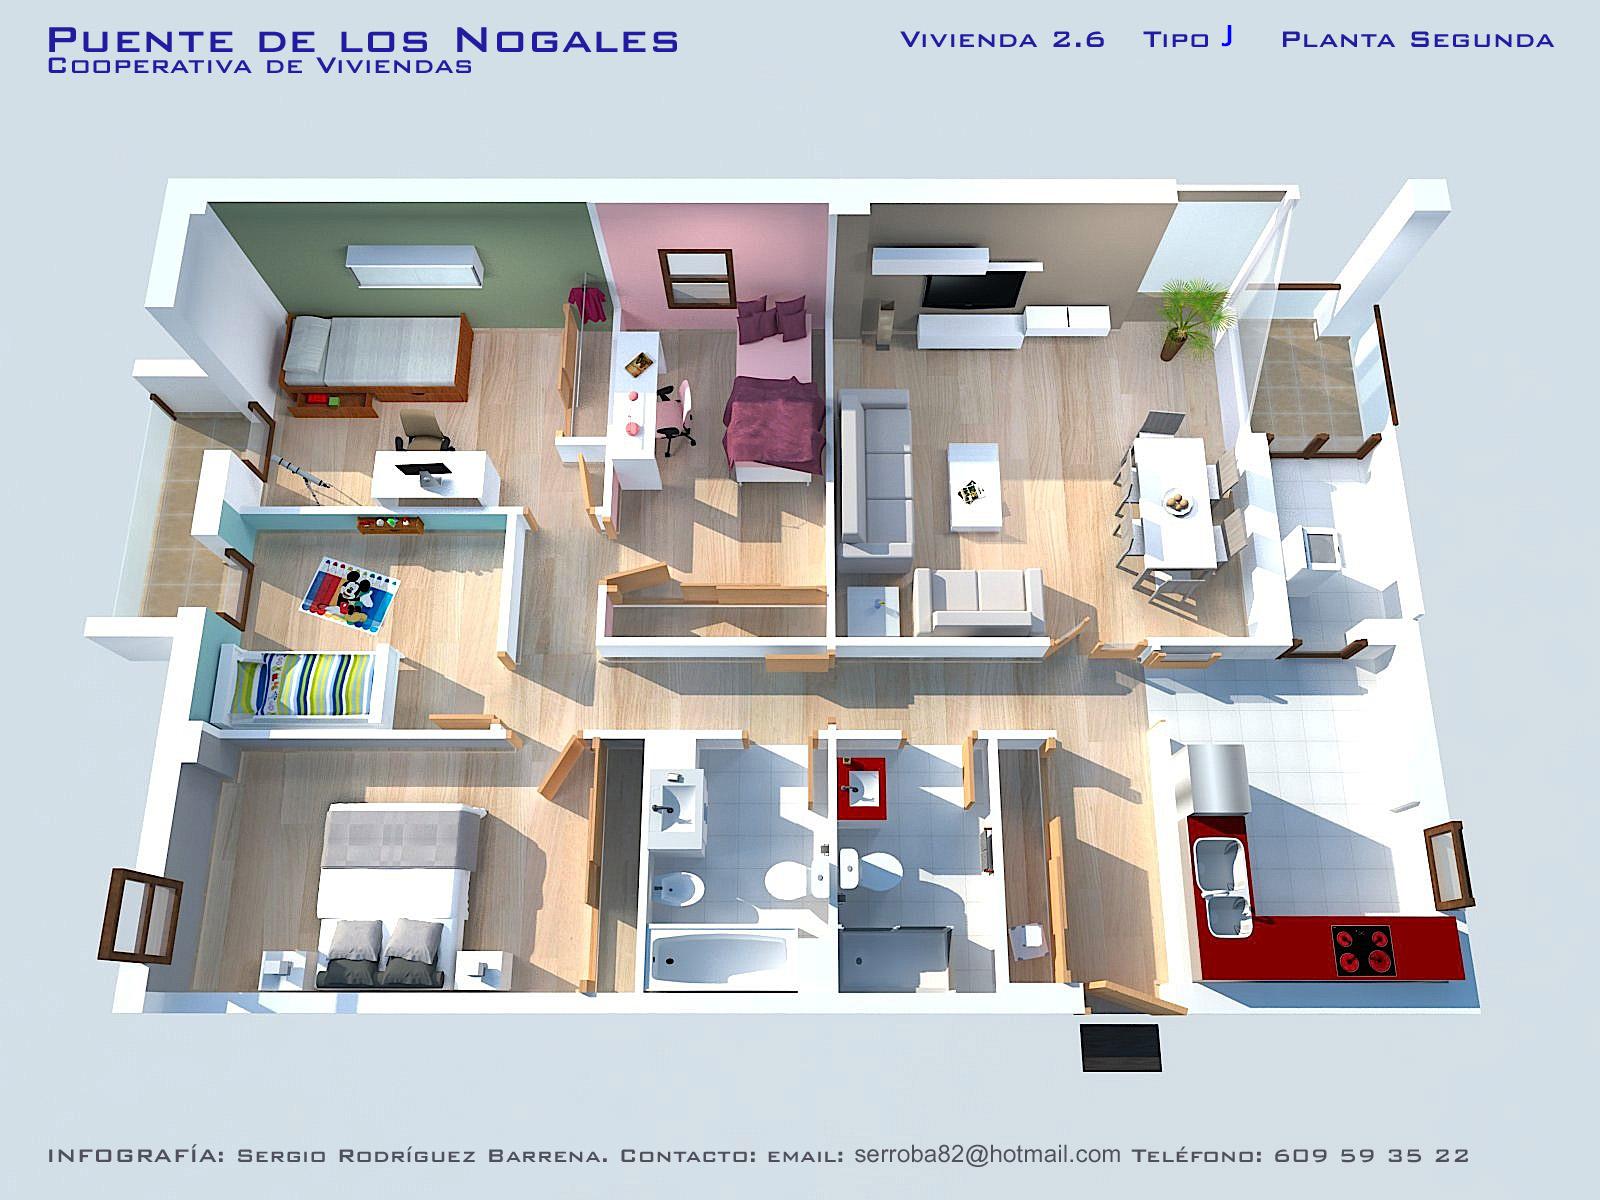 Puente de los Nogales
Cooperativa de Viviendas
Vivienda 2.6 Tipo J Planta Segunda
INFOGRAFÍA: Sergio Rodríguez Barrena. Contacto: email: serroba82@hotmail.com Teléfono: 609 59 35 22